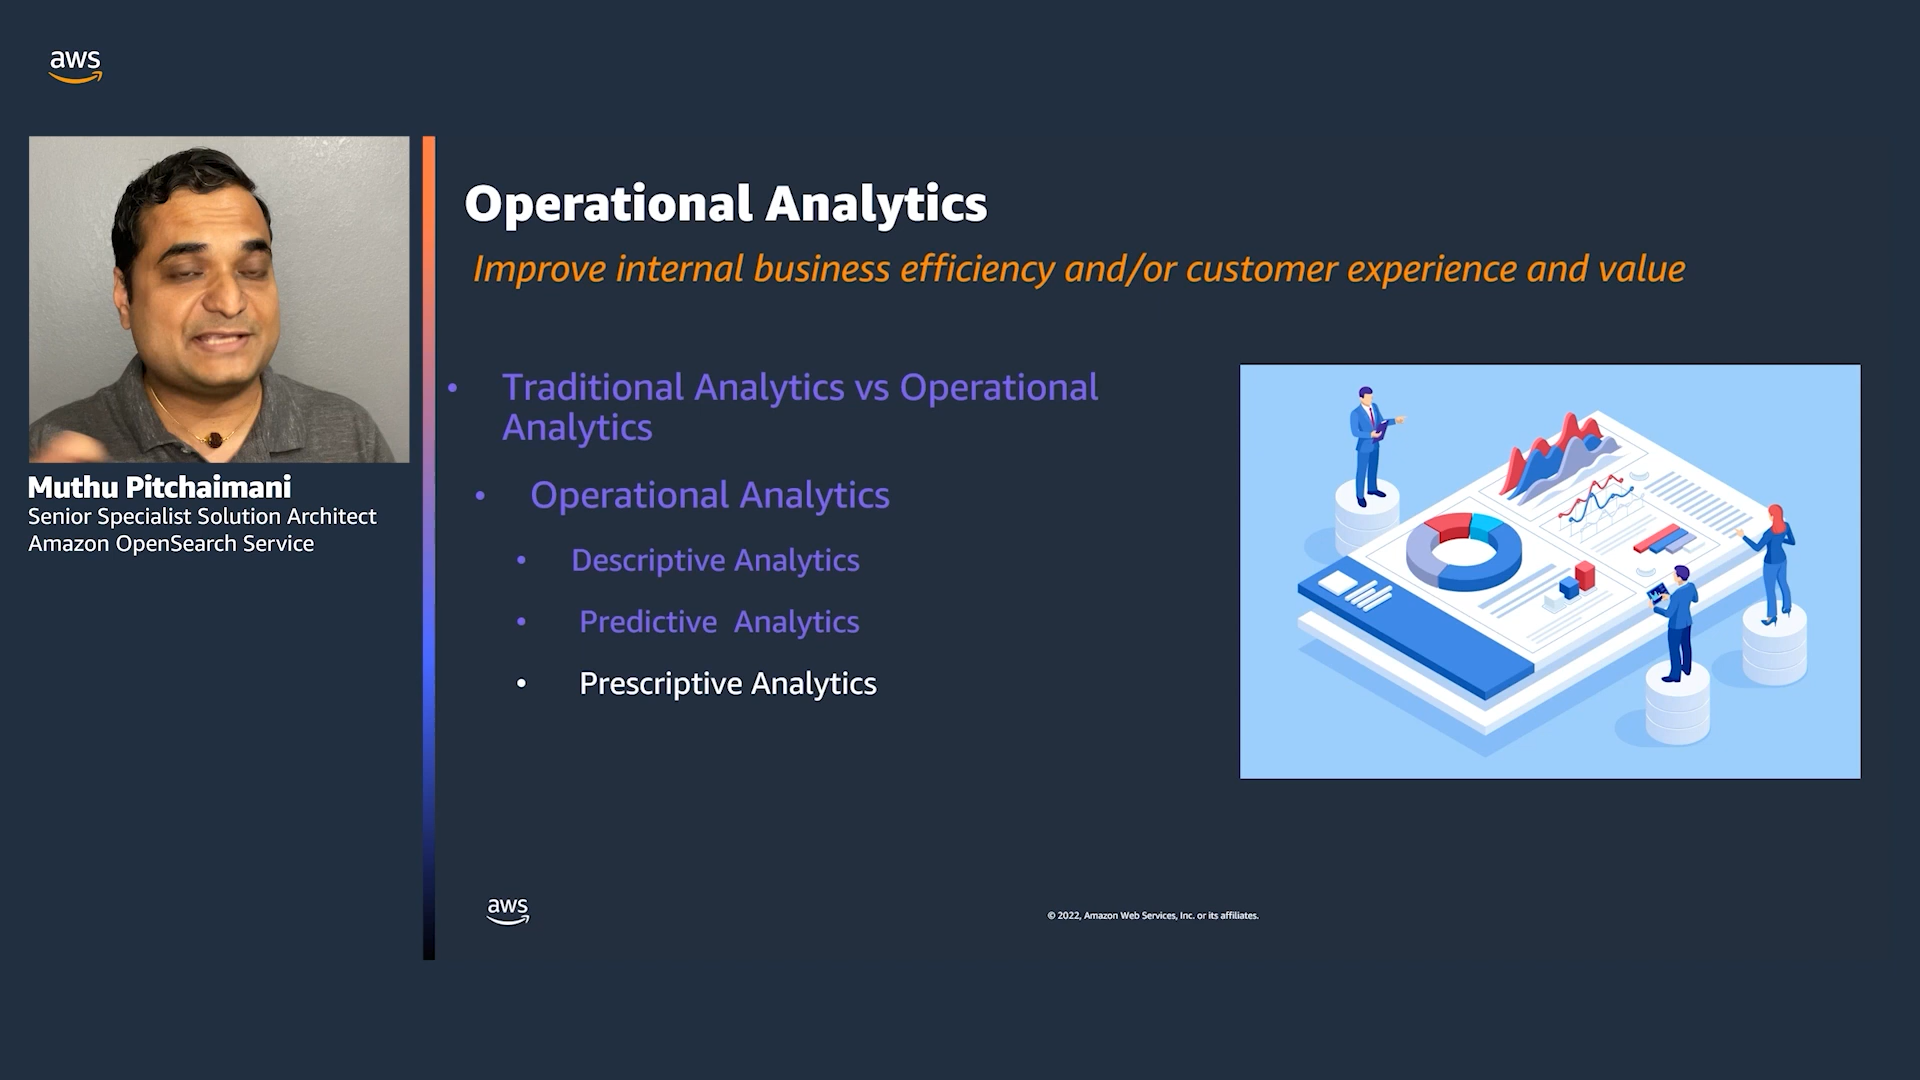 aws
Muthu Pitchaimani
Senior Specialist Solution Architect
Amazon OpenSearch Service
Operational Analytics
Improve internal business efficiency and/or customer experience and value
• Traditional Analytics vs Operational
Analytics
• Operational Analytics
• Descriptive Analytics
• Predictive Analytics
• Prescriptive Analytics
aws
© 2022, Amazon Web Services, Inc. or its affiliates.